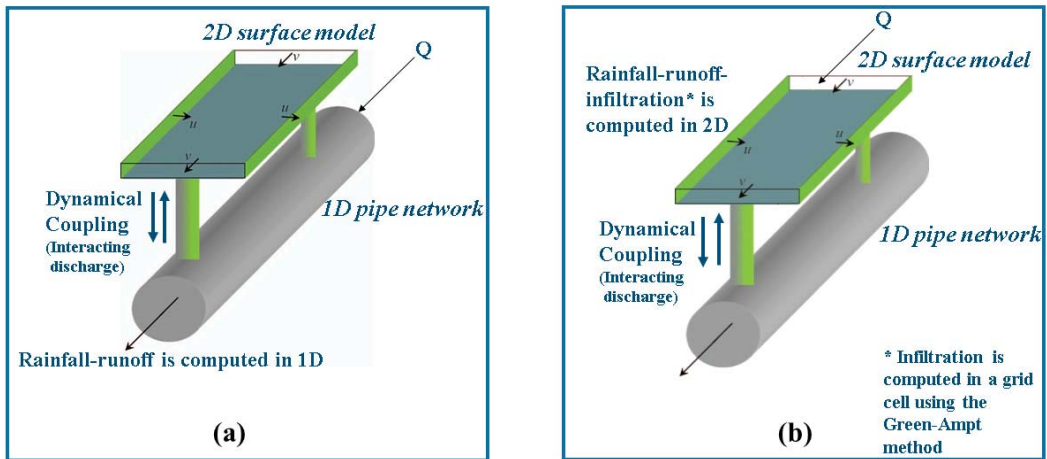 2D surface model
Q
v
u
u
v
Dynamical
Coupling
(Interacting
discharge)
1D pipe network
Rainfall-runoff is computed in 1D
(a)
Q
2D surface model
Rainfall-runoff-
infiltration* is
computed in 2D
v
u
u
v
Dynamical
Coupling
(Interacting
discharge)
1D pipe network
* Infiltration is
computed in a grid
cell using the
Green-Ampt
method
(b)